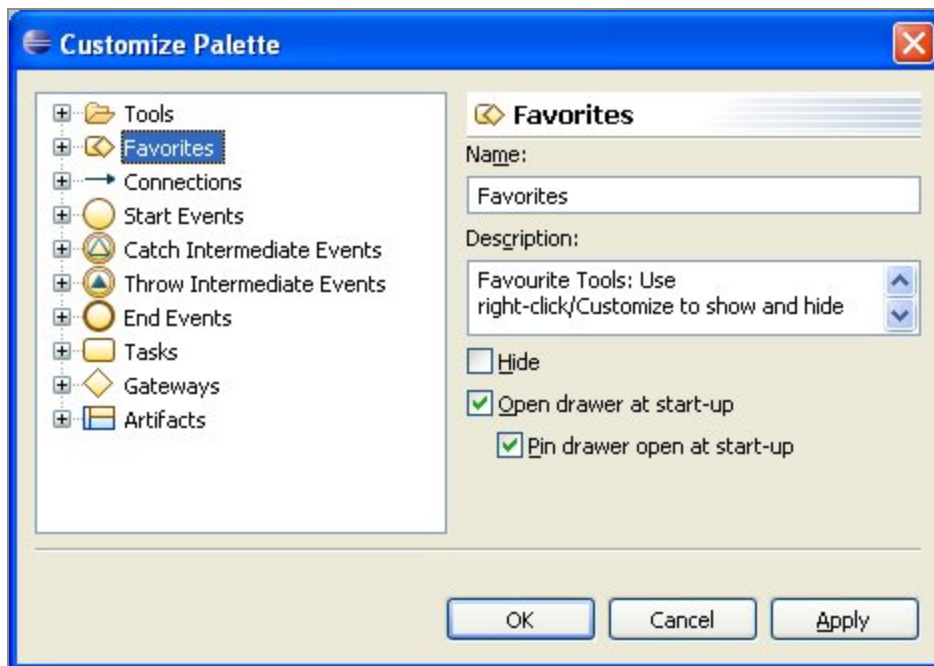 Customize Palette
Tools
Favorites
Connections
Start Events
Catch Intermediate Events
Throw Intermediate Events
End Events
Tasks
Gateways
Artifacts
Favorites
Name:
Favorites
Description:
Favourite Tools: Use
right-click/Customize to show and hide
Hide
Open drawer at start-up
Pin drawer open at start-up
OK
Cancel
Apply